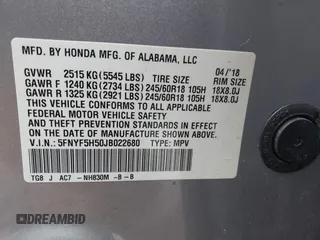 MFD. BY HONDA MFG. OF ALABAMA, LLC
GVWR 2515 KG (5545 LBS) TIRE SIZE 04/'18 RIM SIZE
GAWR F 1240 KG (2734 LBS) 245/60R18 105H 18X8.0J
GAWR R 1325 KG (2921 LBS) 245/60R18 105H 18X8.0J
THIS VEHICLE CONFORMS TO ALL APPLICABLE FEDERAL MOTOR VEHICLE SAFETY AND THEFT PREVENTION STANDARDS IN EFFECT ON THE DATE OF MANUFACTURE SHOWN ABOVE.
V.I.N.: 5FNYF5H50JB022680 TYPE: MPV
TG8 J AC7 -NH830M -B-B
DREAMBID